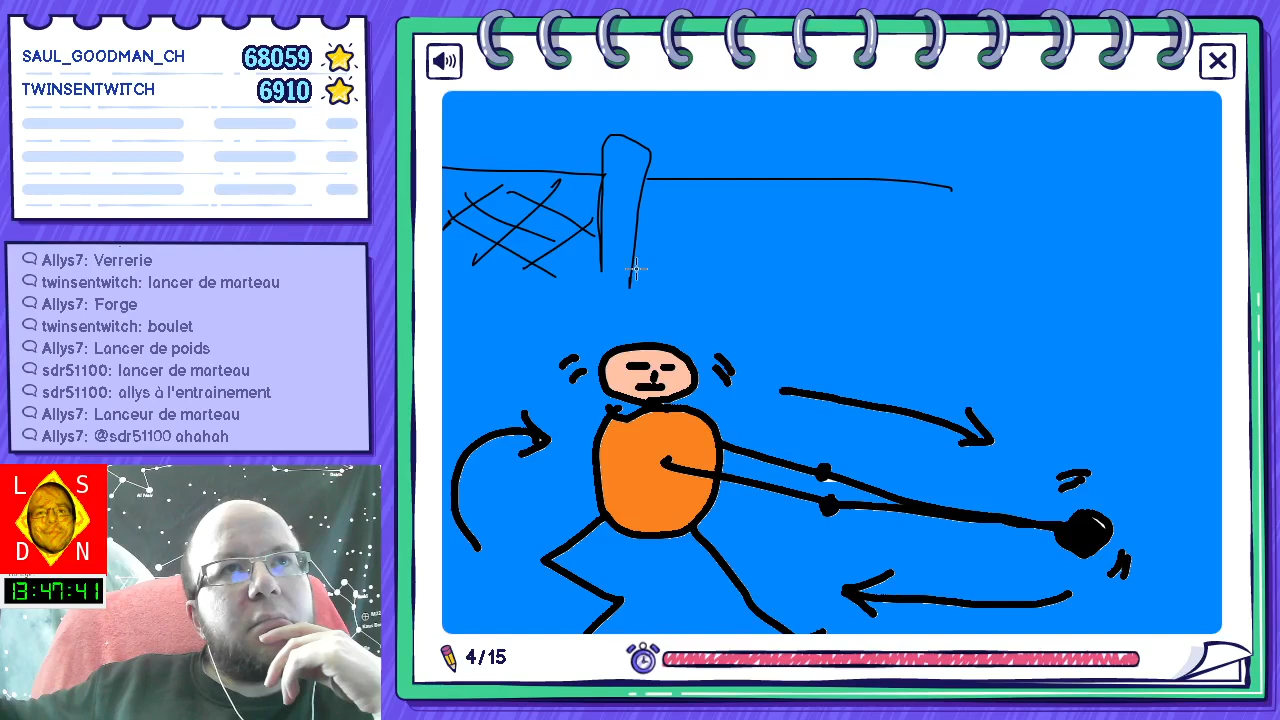 SAUL_GOODMAN_CH 68059
TWINSENTWITCH 6910
Allys7: Verrerie
twinsentwitch: lancer de marteau
Allys7: Forge
twinsentwitch: boulet
Allys7: Lancer de poids
sdr51100: lancer de marteau
sdr51100: allys à l'entrainement
Allys7: Lanceur de marteau
Allys7: @sdr51100 ahahah
L S
D N
13:47:41
4/15